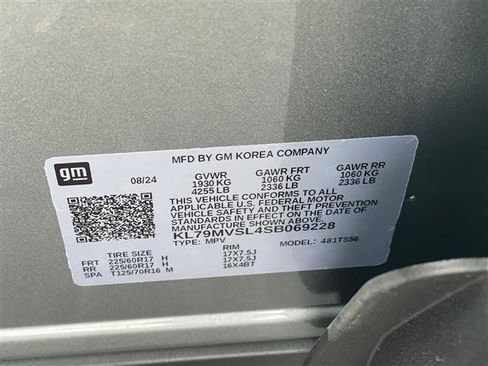 gm
MFD BY GM KOREA COMPANY
08/24 GVWR GAWR FRT GAWR RR
1930 KG 1060 KG 1060 KG
4255 LB 2336 LB 2336 LB
THIS VEHICLE CONFORMS TO ALL
APPLICABLE U.S. FEDERAL MOTOR
VEHICLE SAFETY AND THEFT PREVENTION
STANDARDS IN EFFECT ON THE DATE OF
MANUFACTURE SHOWN ABOVE.
KL79MVSL4SB069228
TYPE: MPV MODEL: 481TS56
TIRE SIZE RIM
FRT 225/60R17 H 17X7.5J
RR 225/60R17 H 17X7.5J
SPA T125/70R16 M 16X4BT